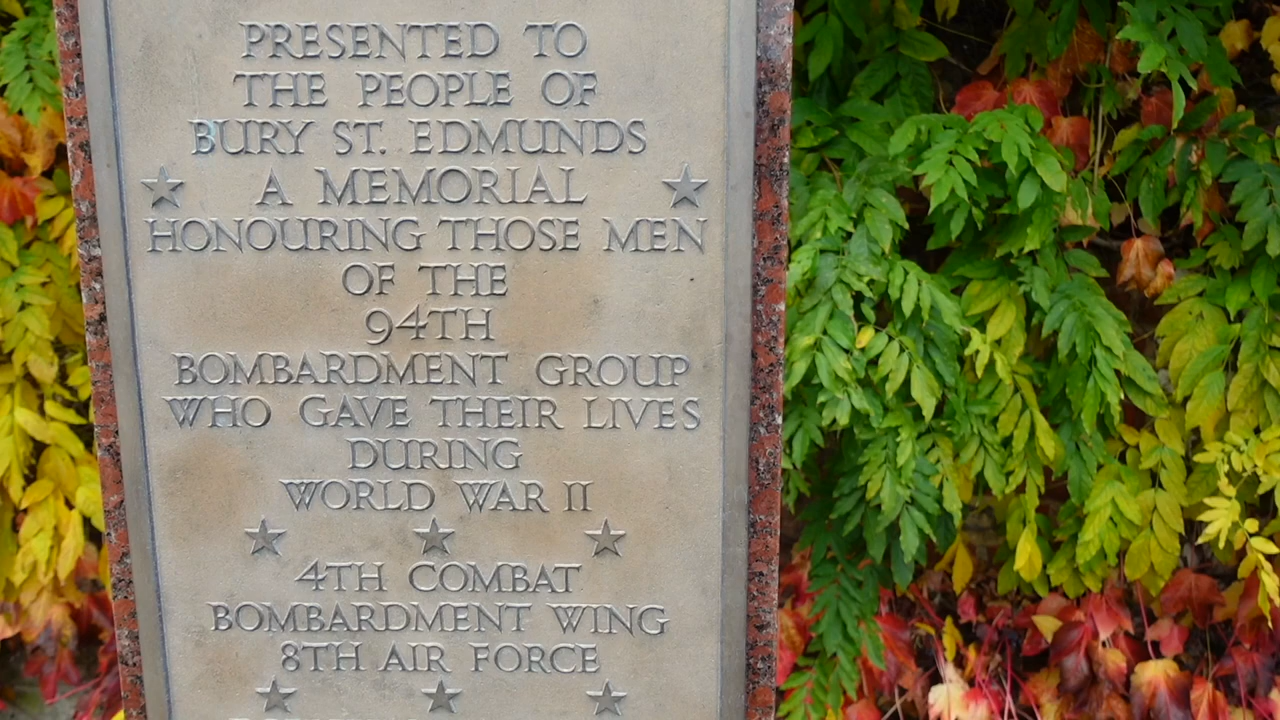 PRESENTED TO
THE PEOPLE OF
BURY ST. EDMUNDS
A MEMORIAL
HONOURING THOSE MEN
OF THE
94TH
BOMBARDMENT GROUP
WHO GAVE THEIR LIVES
DURING
WORLD WAR II
4TH COMBAT
BOMBARDMENT WING
8TH AIR FORCE